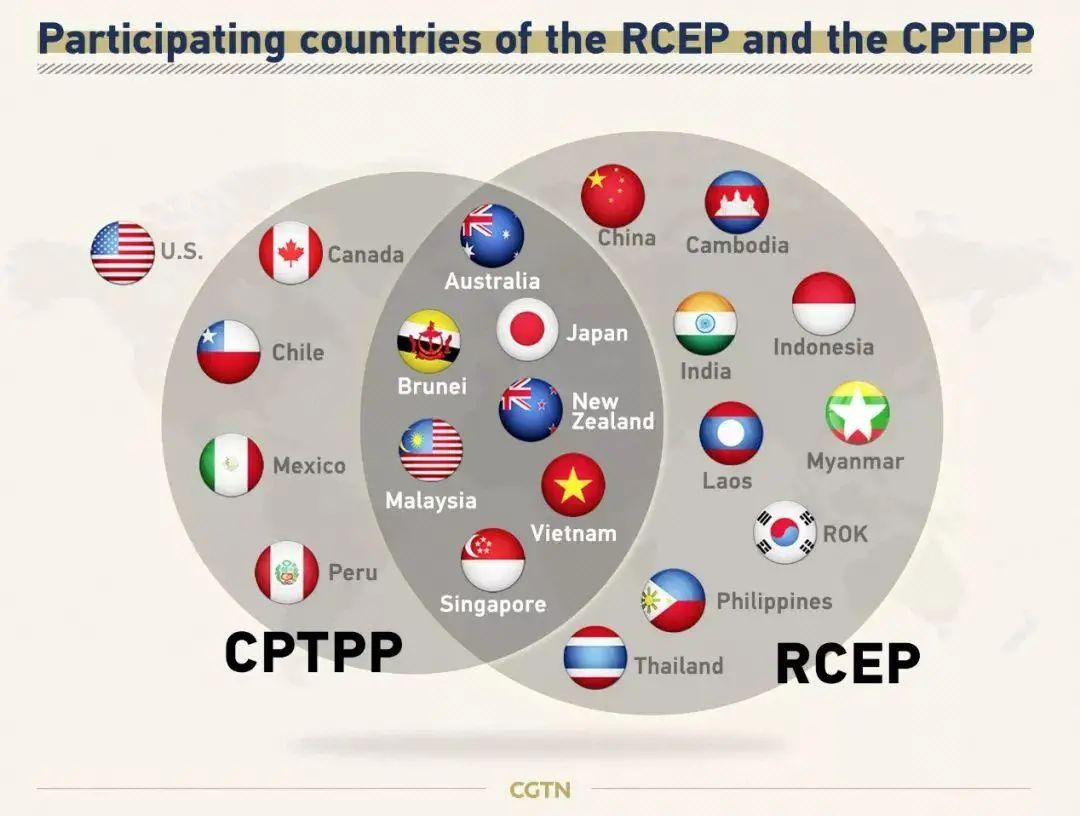 Participating countries of the RCEP and the CPTPP
U.S.
Canada
Chile
Mexico
Peru
CPTPP
Australia
Japan
Brunei
New
Zealand
Malaysia
Vietnam
Singapore
China
Cambodia
India
Indonesia
Laos
Myanmar
ROK
Philippines
Thailand
RCEP
CGTN